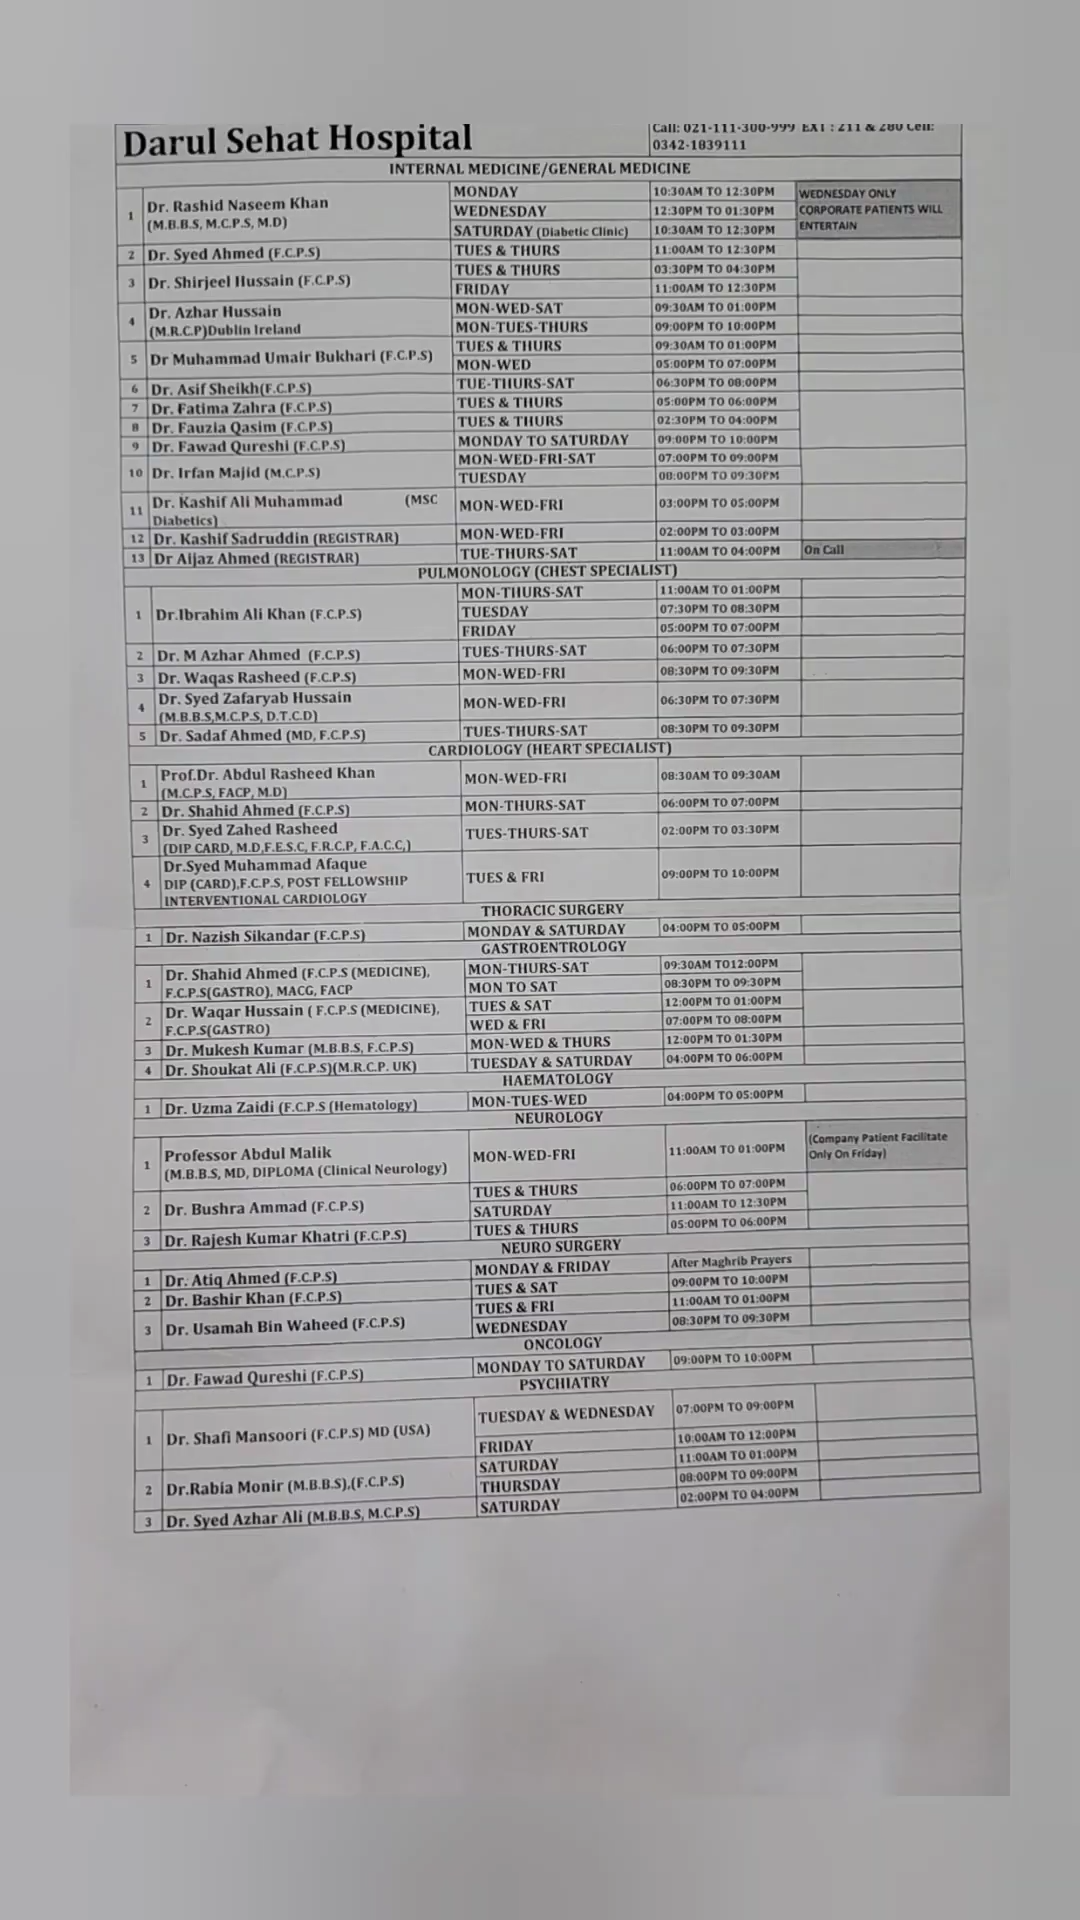 Darul Sehat Hospital
Call: 021-111-300-999 EXT : 211 & 280 Cell:
0342-1839111
INTERNAL MEDICINE/GENERAL MEDICINE
1 Dr. Rashid Naseem Khan
(M.B.B.S, M.C.P.S, M.D)
MONDAY 10:30AM TO 12:30PM
WEDNESDAY 12:30PM TO 01:30PM
SATURDAY (Diabetic Clinic) 10:30AM TO 12:30PM
WEDNESDAY ONLY
CORPORATE PATIENTS WILL
ENTERTAIN
2 Dr. Syed Ahmed (F.C.P.S) TUES & THURS 11:00AM TO 12:30PM
3 Dr. Shirjeel Hussain (F.C.P.S) TUES & THURS 03:30PM TO 04:30PM
FRIDAY 11:00AM TO 12:30PM
4 Dr. Azhar Hussain
(M.R.C.P)Dublin Ireland
MON-WED-SAT 09:30AM TO 01:00PM
MON-TUES-THURS 09:00PM TO 10:00PM
5 Dr Muhammad Umair Bukhari (F.C.P.S) TUES & THURS 09:30AM TO 01:00PM
MON-WED 05:00PM TO 07:00PM
6 Dr. Asif Sheikh(F.C.P.S) TUE-THURS-SAT 06:30PM TO 08:00PM
7 Dr. Fatima Zahra (F.C.P.S) TUES & THURS 05:00PM TO 06:00PM
8 Dr. Fauzia Qasim (F.C.P.S) TUES & THURS 02:30PM TO 04:00PM
9 Dr. Fawad Qureshi (F.C.P.S) MONDAY TO SATURDAY 09:00PM TO 10:00PM
10 Dr. Irfan Majid (M.C.P.S) MON-WED-FRI-SAT 07:00PM TO 09:00PM
TUESDAY 08:00PM TO 09:30PM
11 Dr. Kashif Ali Muhammad (MSC
Diabetics)
MON-WED-FRI 03:00PM TO 05:00PM
12 Dr. Kashif Sadruddin (REGISTRAR) MON-WED-FRI 02:00PM TO 03:00PM
13 Dr Aijaz Ahmed (REGISTRAR) TUE-THURS-SAT 11:00AM TO 04:00PM On Call
PULMONOLOGY (CHEST SPECIALIST)
1 Dr.Ibrahim Ali Khan (F.C.P.S) MON-THURS-SAT 11:00AM TO 01:00PM
TUESDAY 07:30PM TO 08:30PM
FRIDAY 05:00PM TO 07:00PM
2 Dr. M Azhar Ahmed (F.C.P.S) TUES-THURS-SAT 06:00PM TO 07:30PM
3 Dr. Waqas Rasheed (F.C.P.S) MON-WED-FRI 08:30PM TO 09:30PM
4 Dr. Syed Zafaryab Hussain
(M.B.B.S,M.C.P.S, D.T.C.D)
MON-WED-FRI 06:30PM TO 07:30PM
5 Dr. Sadaf Ahmed (MD, F.C.P.S) TUES-THURS-SAT 08:30PM TO 09:30PM
CARDIOLOGY (HEART SPECIALIST)
1 Prof.Dr. Abdul Rasheed Khan
(M.C.P.S, FACP, M.D)
MON-WED-FRI 08:30AM TO 09:30AM
2 Dr. Shahid Ahmed (F.C.P.S) MON-THURS-SAT 06:00PM TO 07:00PM
3 Dr. Syed Zahed Rasheed
(DIP CARD, M.D,F.E.S.C, F.R.C.P, F.A.C.C,)
TUES-THURS-SAT 02:00PM TO 03:30PM
4 Dr.Syed Muhammad Afaque
DIP (CARD),F.C.P.S, POST FELLOWSHIP
INTERVENTIONAL CARDIOLOGY
TUES & FRI 09:00PM TO 10:00PM
THORACIC SURGERY
1 Dr. Nazish Sikandar (F.C.P.S) MONDAY & SATURDAY 04:00PM TO 05:00PM
GASTROENTROLOGY
1 Dr. Shahid Ahmed (F.C.P.S (MEDICINE),
F.C.P.S(GASTRO), MACG, FACP
MON-THURS-SAT 09:30AM TO12:00PM
MON TO SAT 08:30PM TO 09:30PM
2 Dr. Waqar Hussain ( F.C.P.S (MEDICINE),
F.C.P.S(GASTRO)
TUES & SAT 12:00PM TO 01:00PM
WED & FRI 07:00PM TO 08:00PM
3 Dr. Mukesh Kumar (M.B.B.S, F.C.P.S) MON-WED & THURS 12:00PM TO 01:30PM
4 Dr. Shoukat Ali (F.C.P.S)(M.R.C.P. UK) TUESDAY & SATURDAY 04:00PM TO 06:00PM
HAEMATOLOGY
1 Dr. Uzma Zaidi (F.C.P.S (Hematology) MON-TUES-WED 04:00PM TO 05:00PM
NEUROLOGY
1 Professor Abdul Malik
(M.B.B.S, MD, DIPLOMA (Clinical Neurology)
MON-WED-FRI 11:00AM TO 01:00PM
(Company Patient Facilitate
Only On Friday)
2 Dr. Bushra Ammad (F.C.P.S) TUES & THURS 06:00PM TO 07:00PM
SATURDAY 11:00AM TO 12:30PM
3 Dr. Rajesh Kumar Khatri (F.C.P.S) TUES & THURS 05:00PM TO 06:00PM
NEURO SURGERY
1 Dr. Atiq Ahmed (F.C.P.S) MONDAY & FRIDAY After Maghrib Prayers
2 Dr. Bashir Khan (F.C.P.S) TUES & SAT 09:00PM TO 10:00PM
3 Dr. Usamah Bin Waheed (F.C.P.S) TUES & FRI 11:00AM TO 01:00PM
WEDNESDAY 08:30PM TO 09:30PM
ONCOLOGY
1 Dr. Fawad Qureshi (F.C.P.S) MONDAY TO SATURDAY 09:00PM TO 10:00PM
PSYCHIATRY
1 Dr. Shafi Mansoori (F.C.P.S) MD (USA) TUESDAY & WEDNESDAY 07:00PM TO 09:00PM
FRIDAY 10:00AM TO 12:00PM
2 Dr.Rabia Monir (M.B.B.S),(F.C.P.S) SATURDAY 11:00AM TO 01:00PM
THURSDAY 08:00PM TO 09:00PM
3 Dr. Syed Azhar Ali (M.B.B.S, M.C.P.S) SATURDAY 02:00PM TO 04:00PM